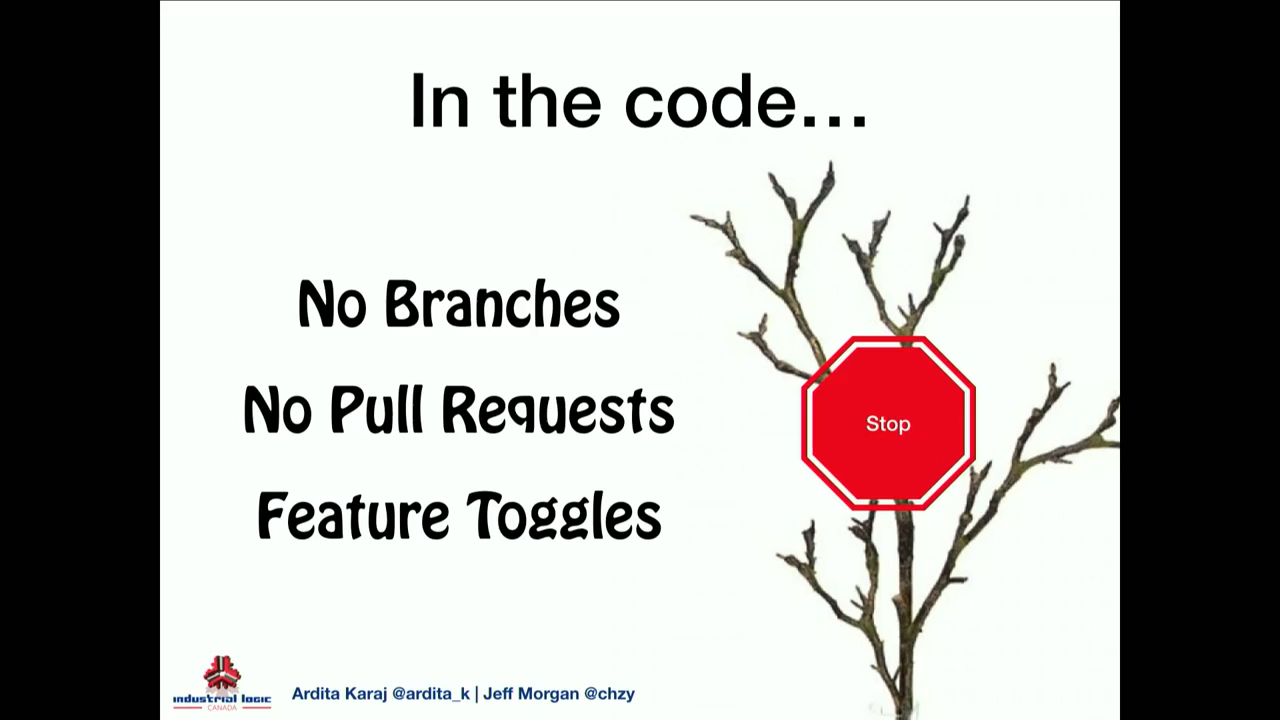 In the code...
No Branches
No Pull Requests
Feature Toggles
Stop
industrial logic
CANADA
Ardita Karaj @ardita_k | Jeff Morgan @chzy